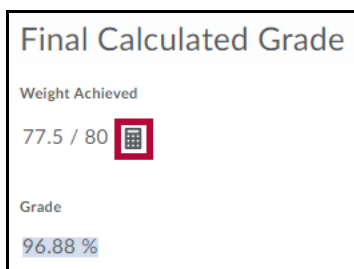 Final Calculated Grade
Weight Achieved
77.5 / 80
Grade
96.88 %